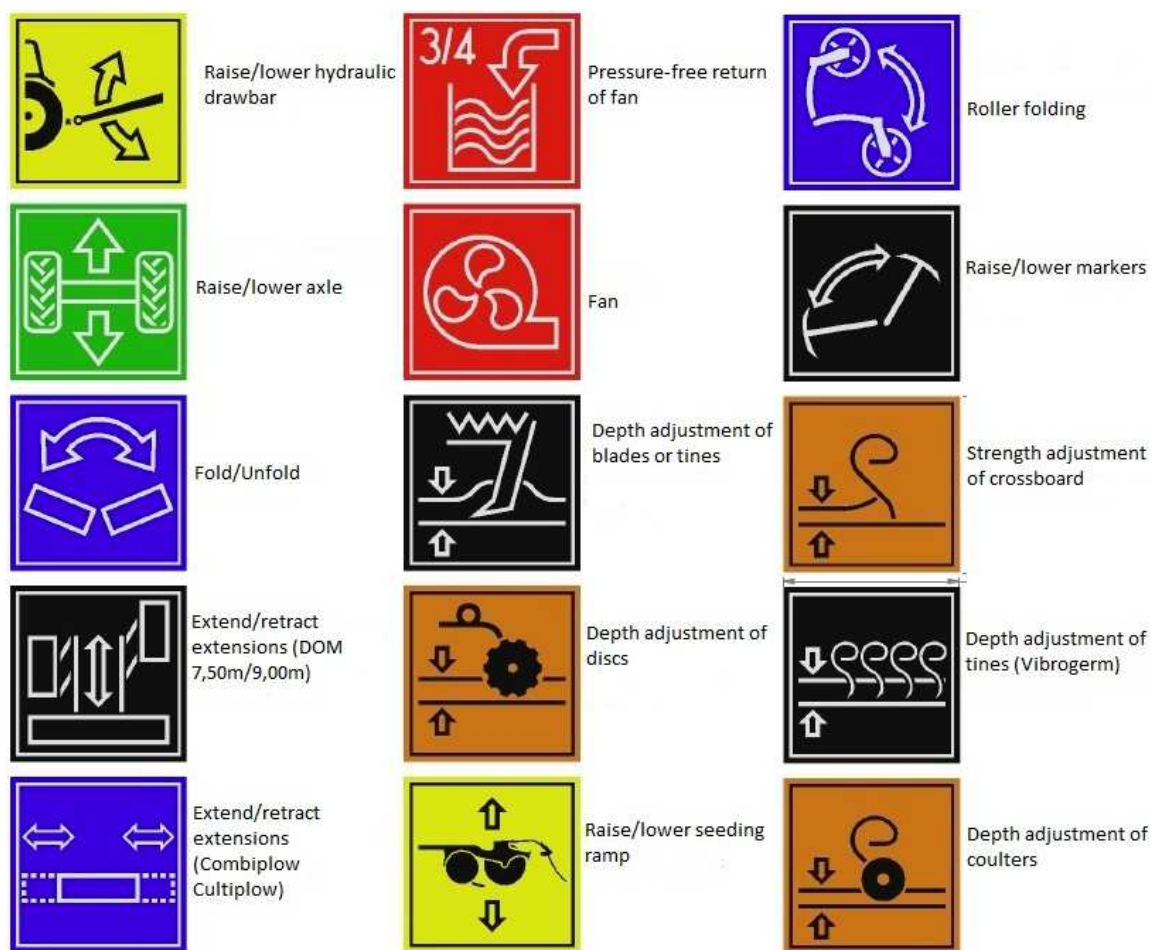 Raise/lower hydraulic
drawbar
3/4
Pressure-free return
of fan
Roller folding
Raise/lower axle
Fan
Raise/lower markers
Fold/Unfold
Depth adjustment of
blades or tines
Strength adjustment
of crossboard
Extend/retract
extensions (DOM
7,50m/9,00m)
Depth adjustment of
discs
Depth adjustment of
tines (Vibrogerm)
Extend/retract
extensions
(Combiplow
Cultiplow)
Raise/lower seeding
ramp
Depth adjustment of
coulters